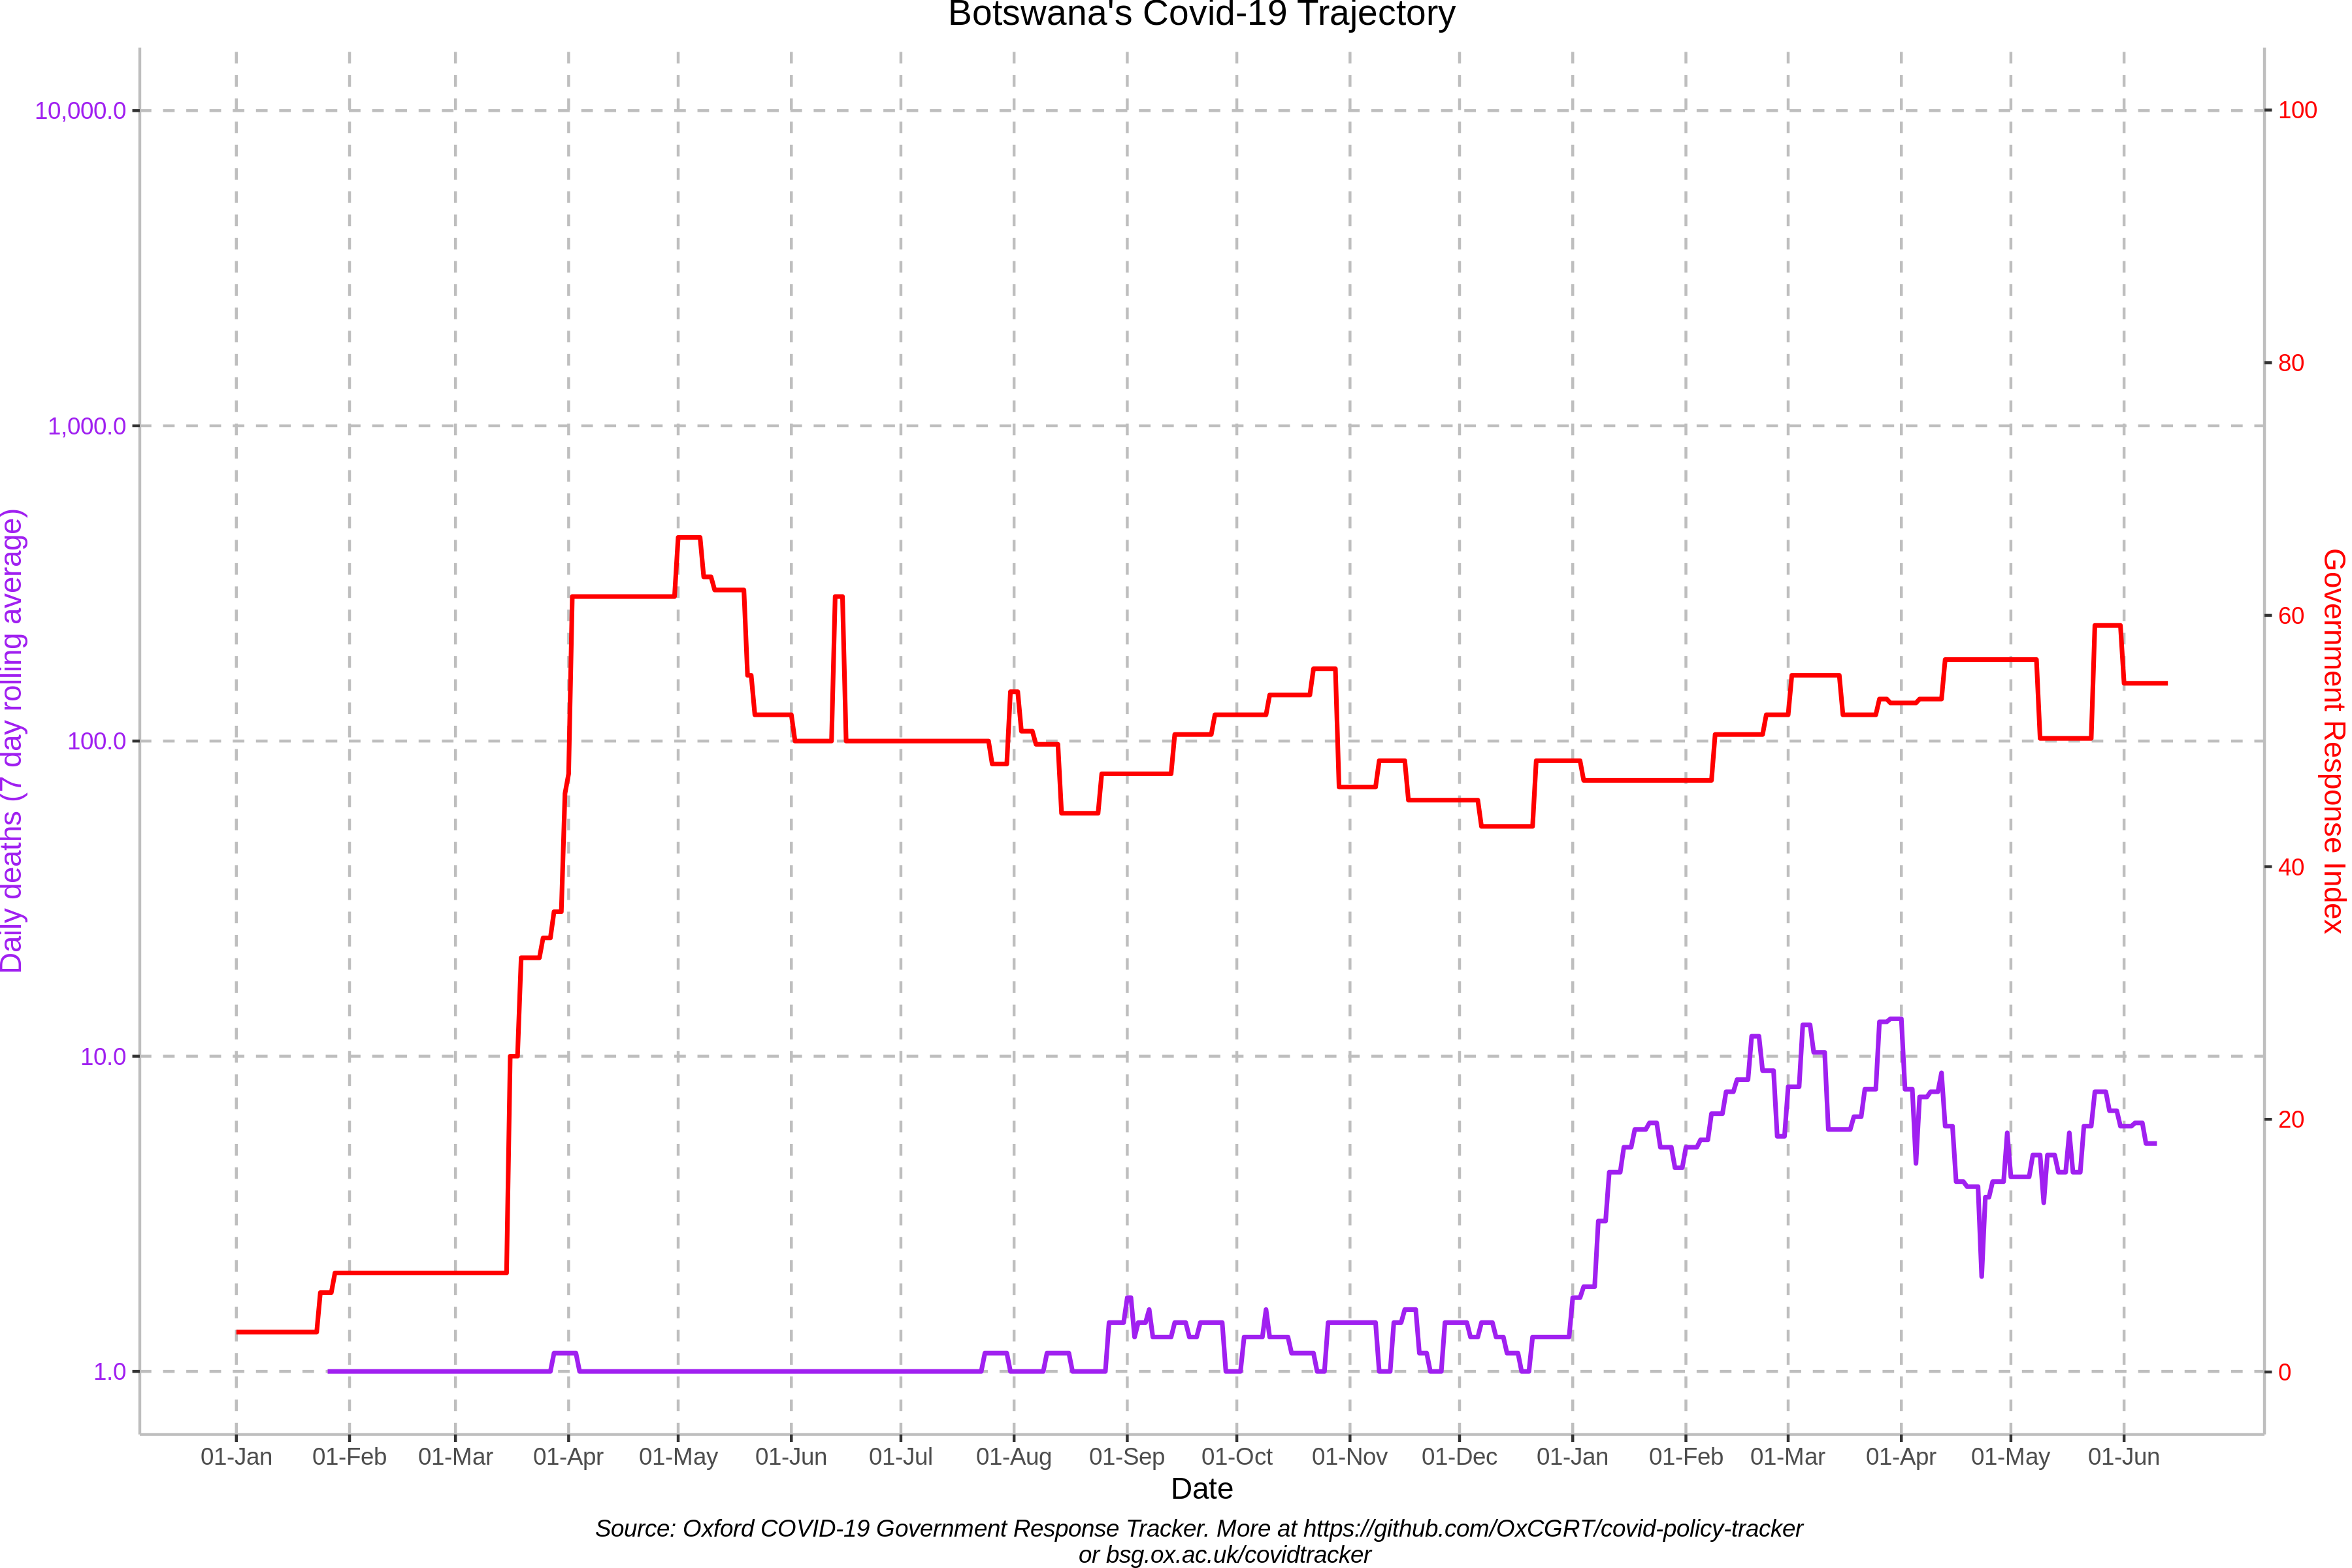 Botswana's Covid-19 Trajectory
10,000.0
1,000.0
100.0
10.0
1.0
Daily deaths (7 day rolling average)
100
80
60
40
20
0
Government Response Index
01-Jan 01-Feb 01-Mar 01-Apr 01-May 01-Jun 01-Jul 01-Aug 01-Sep 01-Oct 01-Nov 01-Dec 01-Jan 01-Feb 01-Mar 01-Apr 01-May 01-Jun
Date
Source: Oxford COVID-19 Government Response Tracker. More at https://github.com/OxCGRT/covid-policy-tracker
or bsg.ox.ac.uk/covidtracker